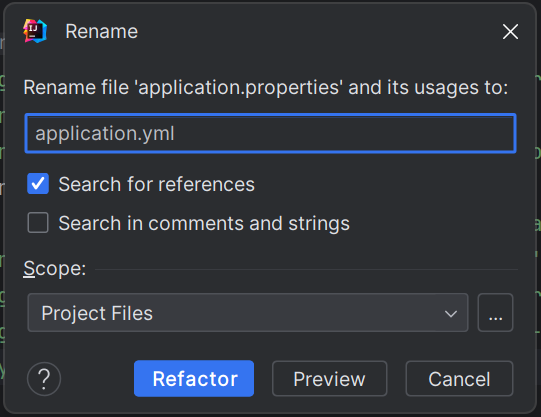 Rename
Rename file 'application.properties' and its usages to:
application.yml
Search for references
Search in comments and strings
Scope:
Project Files
...
?
Refactor
Preview
Cancel